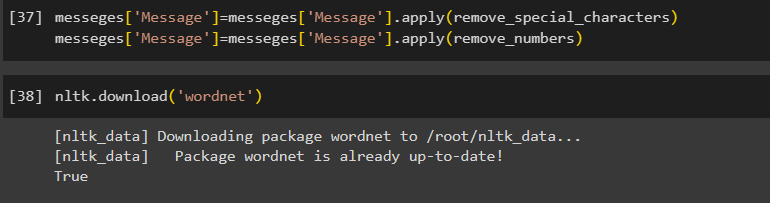 [37] messeges['Message']=messeges['Message'].apply(remove_special_characters)
messeges['Message']=messeges['Message'].apply(remove_numbers)
[38] nltk.download('wordnet')
[nltk_data] Downloading package wordnet to /root/nltk_data...
[nltk_data]   Package wordnet is already up-to-date!
True